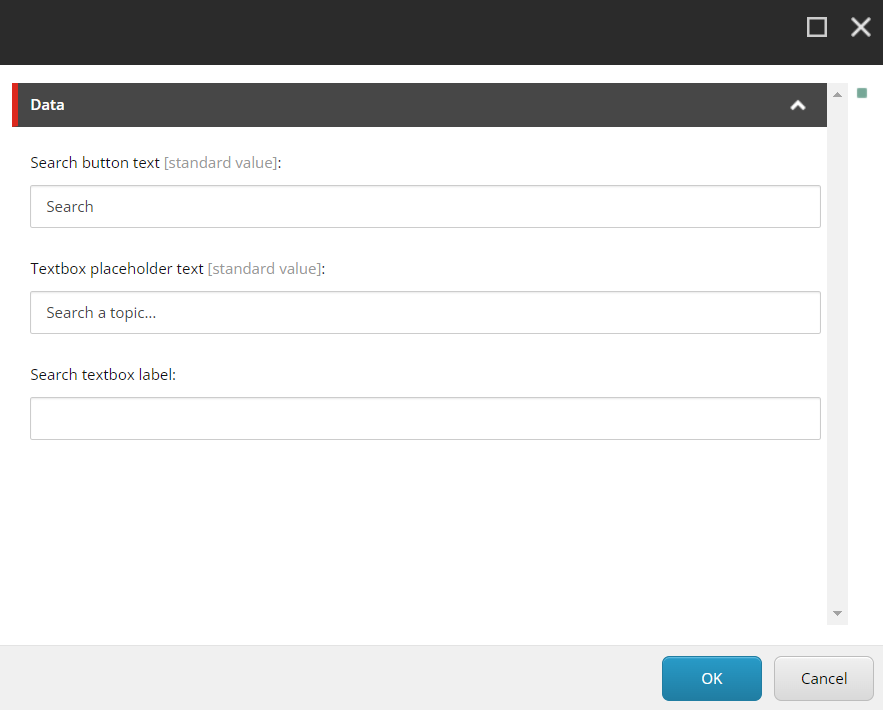 Data
Search button text [standard value]:
Search
Textbox placeholder text [standard value]:
Search a topic...
Search textbox label:
OK Cancel